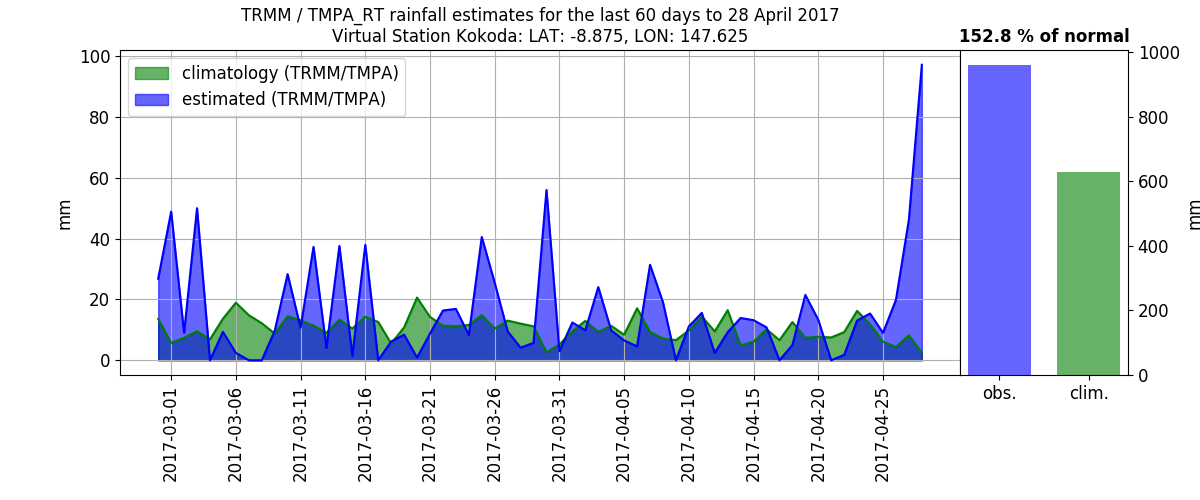 TRMM / TMPA_RT rainfall estimates for the last 60 days to 28 April 2017
Virtual Station Kokoda: LAT: -8.875, LON: 147.625
152.8 % of normal
climatology (TRMM/TMPA)
estimated (TRMM/TMPA)
100
80
60
40
20
0
mm
2017-03-01
2017-03-06
2017-03-11
2017-03-16
2017-03-21
2017-03-26
2017-03-31
2017-04-05
2017-04-10
2017-04-15
2017-04-20
2017-04-25
1000
800
600
400
200
0
mm
obs.
clim.